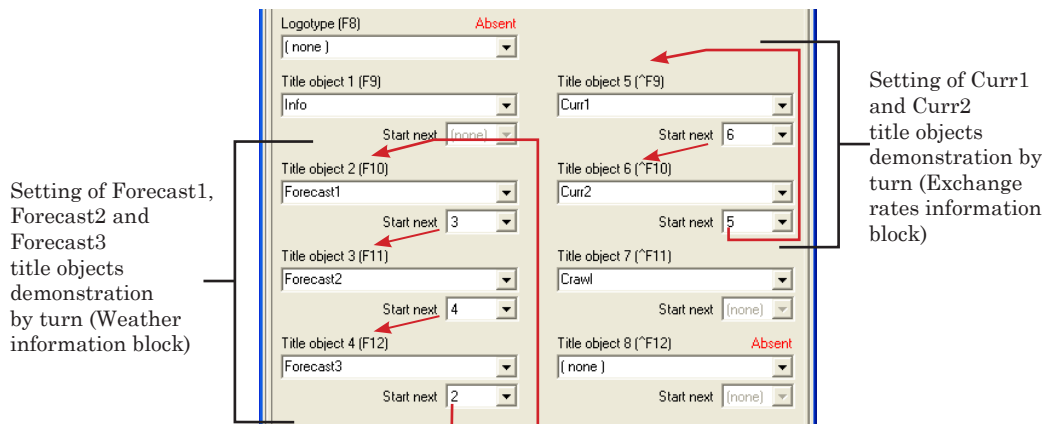 Logotype (F8) Absent
( none )
Title object 1 (F9)
Info
Start next (none)
Title object 2 (F10)
Forecast1
Start next 3
Title object 3 (F11)
Forecast2
Start next 4
Title object 4 (F12)
Forecast3
Start next 2
Title object 5 (^F9)
Curr1
Start next 6
Title object 6 (^F10)
Curr2
Start next 5
Title object 7 (^F11)
Crawl
Start next (none)
Title object 8 (^F12) Absent
( none )
Start next (none)
Setting of Forecast1,
Forecast2 and
Forecast3
title objects
demonstration
by turn (Weather
information block)
Setting of Curr1
and Curr2
title objects
demonstration by
turn (Exchange
rates information
block)